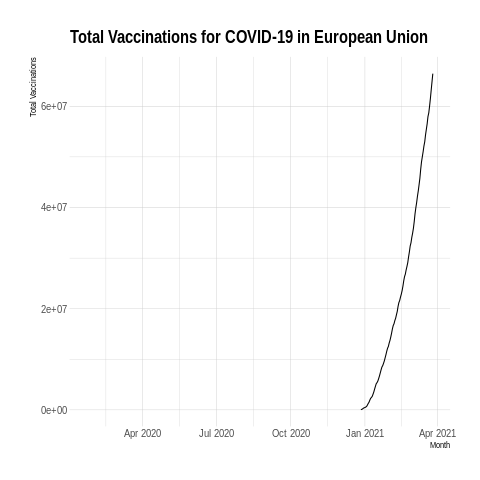 Total Vaccinations for COVID-19 in European Union
Total Vaccinations
6e+07
4e+07
2e+07
0e+00
Apr 2020 Jul 2020 Oct 2020 Jan 2021 Apr 2021
Month